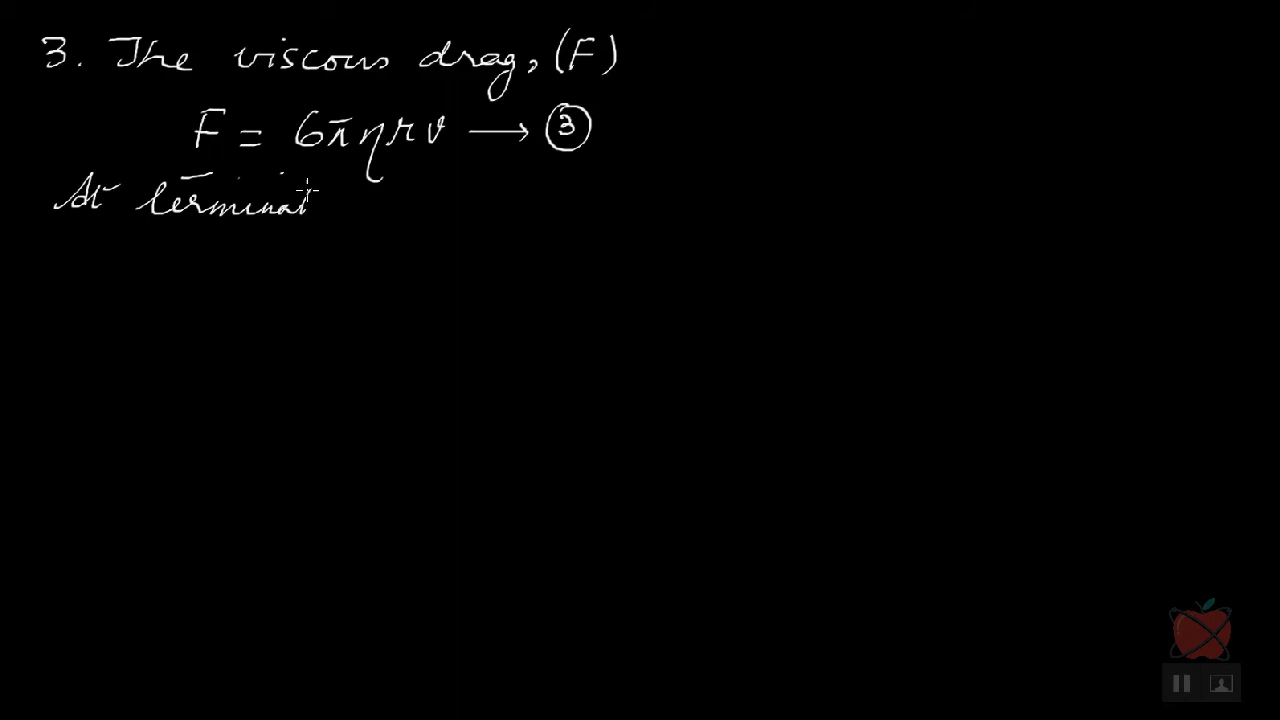 3. The viscous drag, (F)
F = 6πηrv ⟶ ③
At terminal